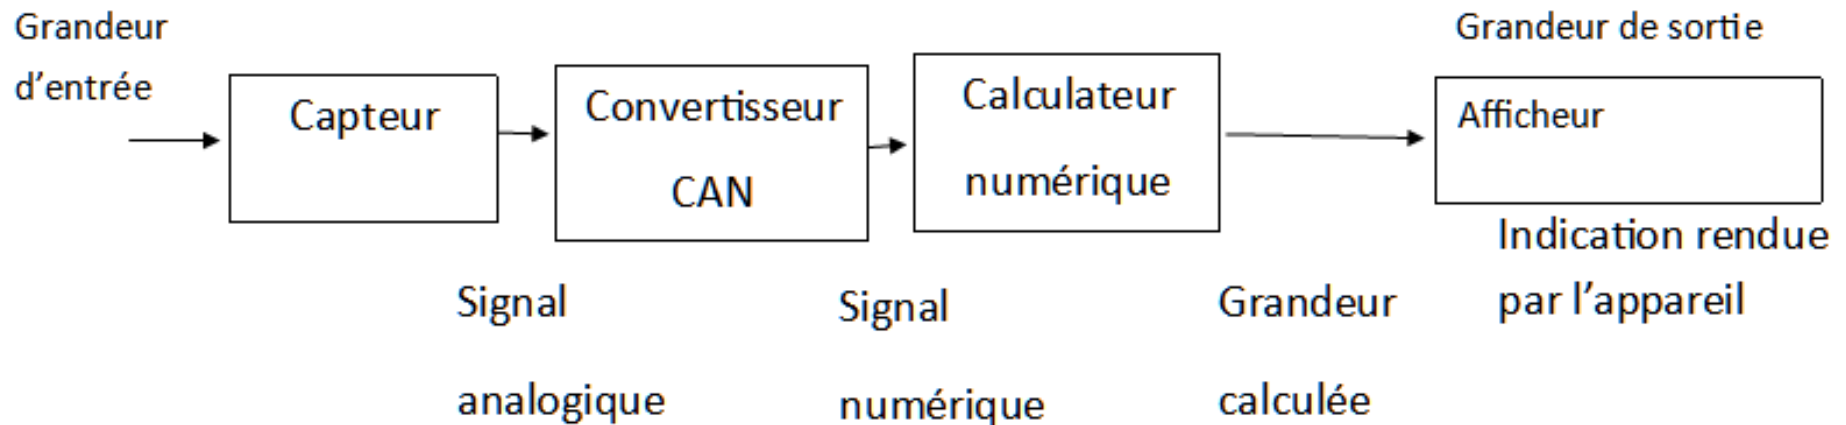 Grandeur
d’entrée
Capteur
Convertisseur
CAN
Calculateur
numérique
Grandeur de sortie
Afficheur
Indication rendue
par l’appareil
Signal
analogique
Signal
numérique
Grandeur
calculée